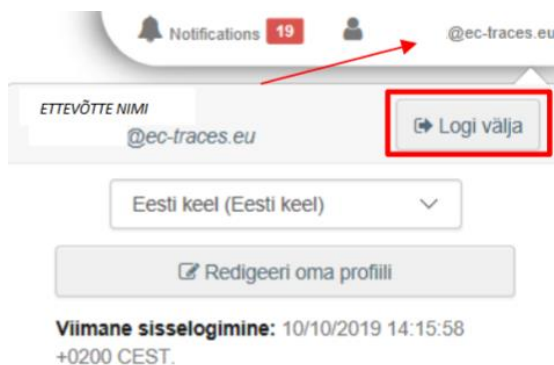 Notifications 19
@ec-traces.eu
ETTEVÕTTE NIMI
@ec-traces.eu
Logi välja
Eesti keel (Eesti keel)
Redigeeri oma profiili
Viimane sisselogimine: 10/10/2019 14:15:58
+0200 CEST.